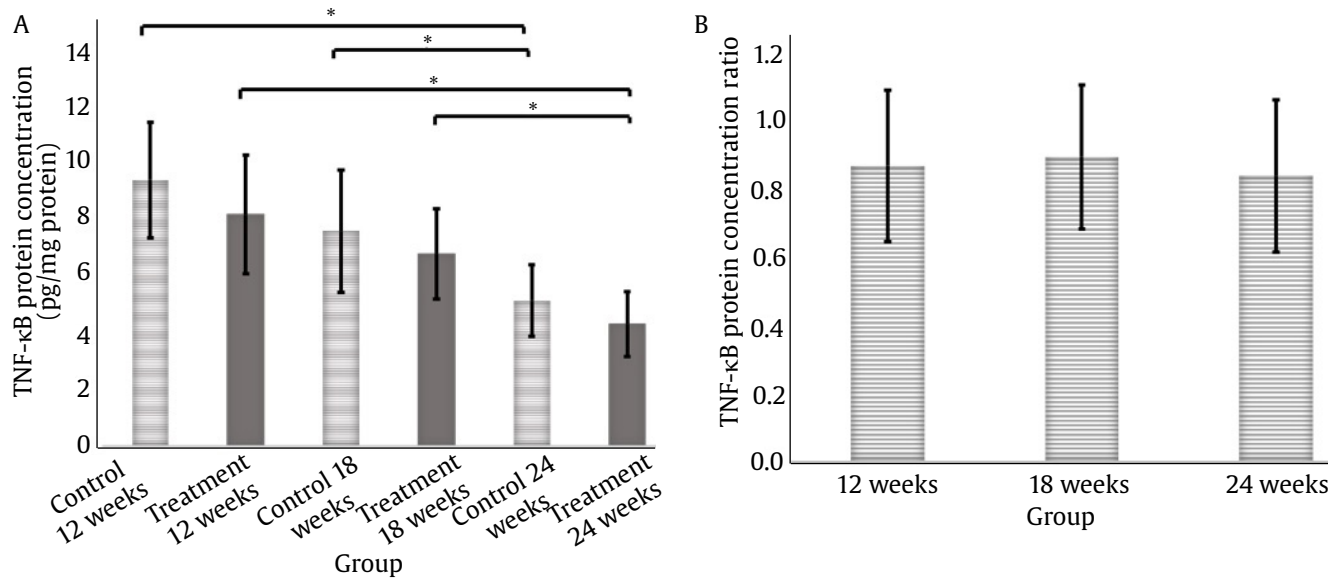 A
TNF-κB protein concentration
(pg/mg protein)
14
12
10
8
6
4
2
0
*
*
*
*
Control
12 weeks
Treatment
12 weeks
Control 18
weeks
Treatment
18 weeks
Control 24
weeks
Treatment
24 weeks
Group
B
TNF-κB protein concentration ratio
1.2
1.0
0.8
0.6
0.4
0.2
0.0
12 weeks
18 weeks
24 weeks
Group